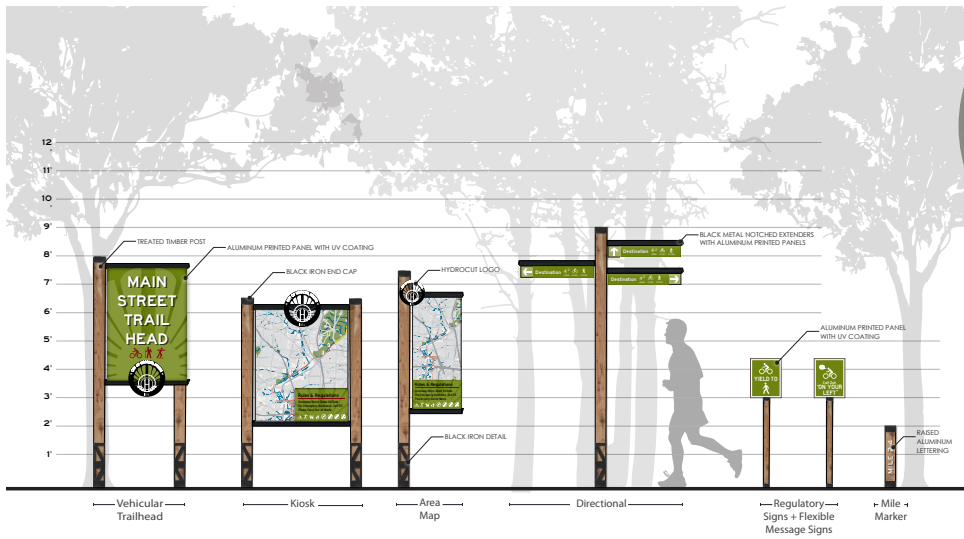 12
11'
10
9'
8'
7'
6'
5'
4'
3'
2'
1'
TREATED TIMBER POST
ALUMINUM PRINTED PANEL WITH UV COATING
BLACK IRON END CAP
HYDROCUT LOGO
BLACK METAL NOTCHED EXTENDERS
WITH ALUMINUM PRINTED PANELS
ALUMINUM PRINTED PANEL
WITH UV COATING
BLACK IRON DETAIL
RAISED
ALUMINUM
LETTERING
MAIN
STREET
TRAIL
HEAD
H
Rules & Regulations
Rules & Regulations
Destination
Destination
Destination
YIELD TO
Call Out
"ON YOUR
LEFT"
Vehicular
Trailhead
Kiosk
Area
Map
Directional
Regulatory
Signs + Flexible
Message Signs
Mile
Marker